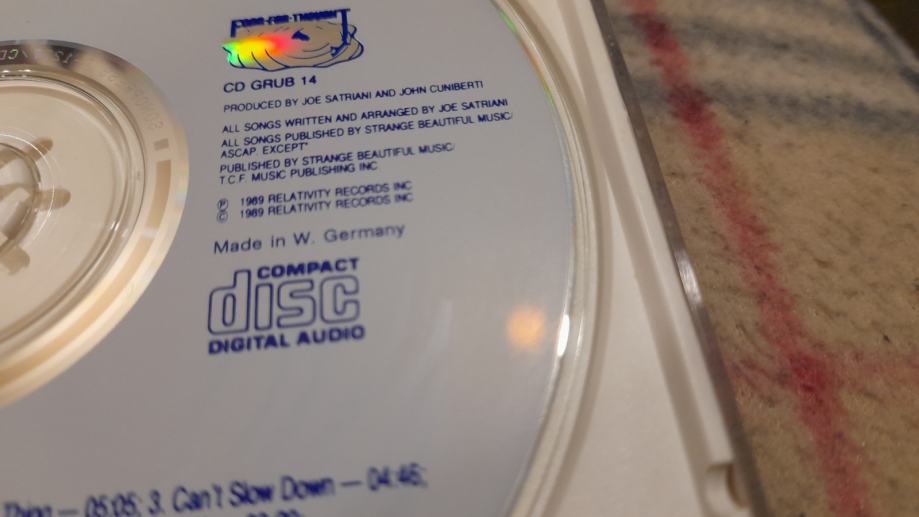 FOOD-FOR-THOUGHT
CD GRUB 14
PRODUCED BY JOE SATRIANI AND JOHN CUNIBERTI
ALL SONGS WRITTEN AND ARRANGED BY JOE SATRIANI
ALL SONGS PUBLISHED BY STRANGE BEAUTIFUL MUSIC/
ASCAP. EXCEPT*
PUBLISHED BY STRANGE BEAUTIFUL MUSIC/
T.C.F. MUSIC PUBLISHING INC
Ⓟ 1989 RELATIVITY RECORDS INC
© 1989 RELATIVITY RECORDS INC
Made in W. Germany
COMPACT
disc
DIGITAL AUDIO
Thing — 05:05; 3. Can't Slow Down — 04:46;